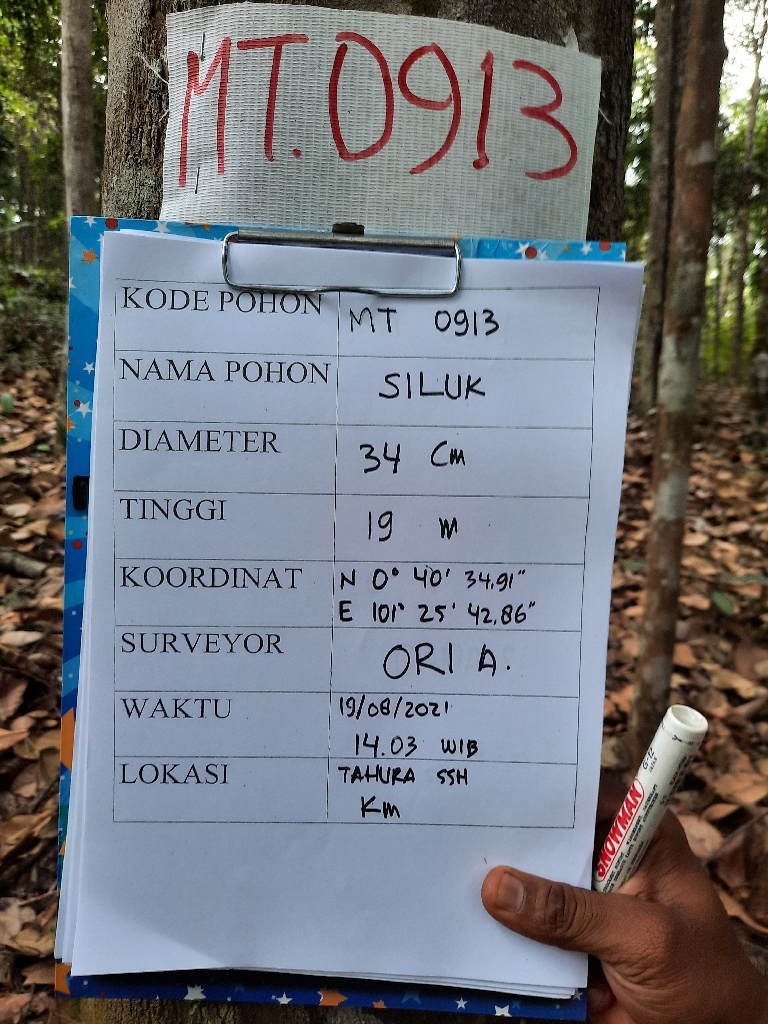 MT.0913
KODE POHON MT 0913
NAMA POHON SILUK
DIAMETER 34 Cm
TINGGI 19 m
KOORDINAT N 0° 40' 34,91"
E 101° 25' 42,86"
SURVEYOR ORI A.
WAKTU 19/08/2021
14.03 WIB
LOKASI TAHURA SSH
Km
SNOWMAN
G-12